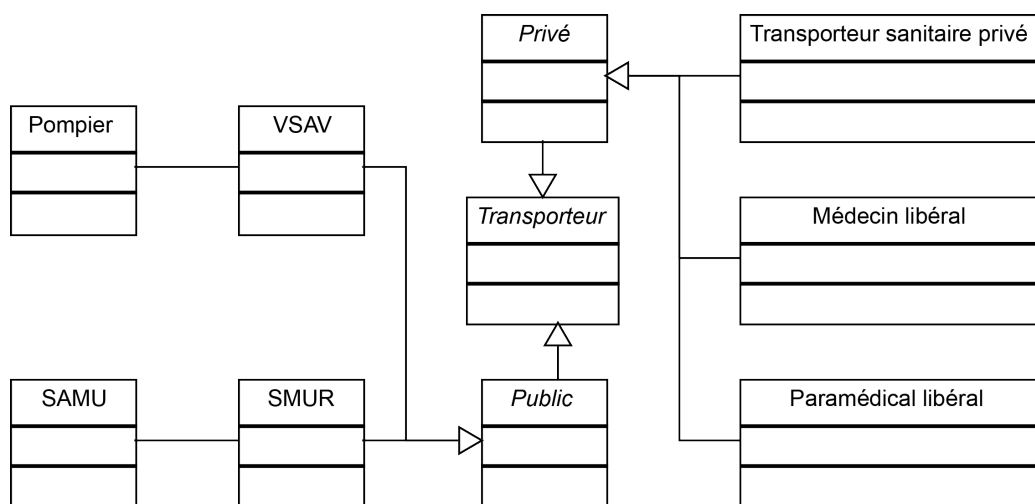 Privé
Transporteur sanitaire privé
Pompier
VSAV
Transporteur
Médecin libéral
SAMU
SMUR
Public
Paramédical libéral